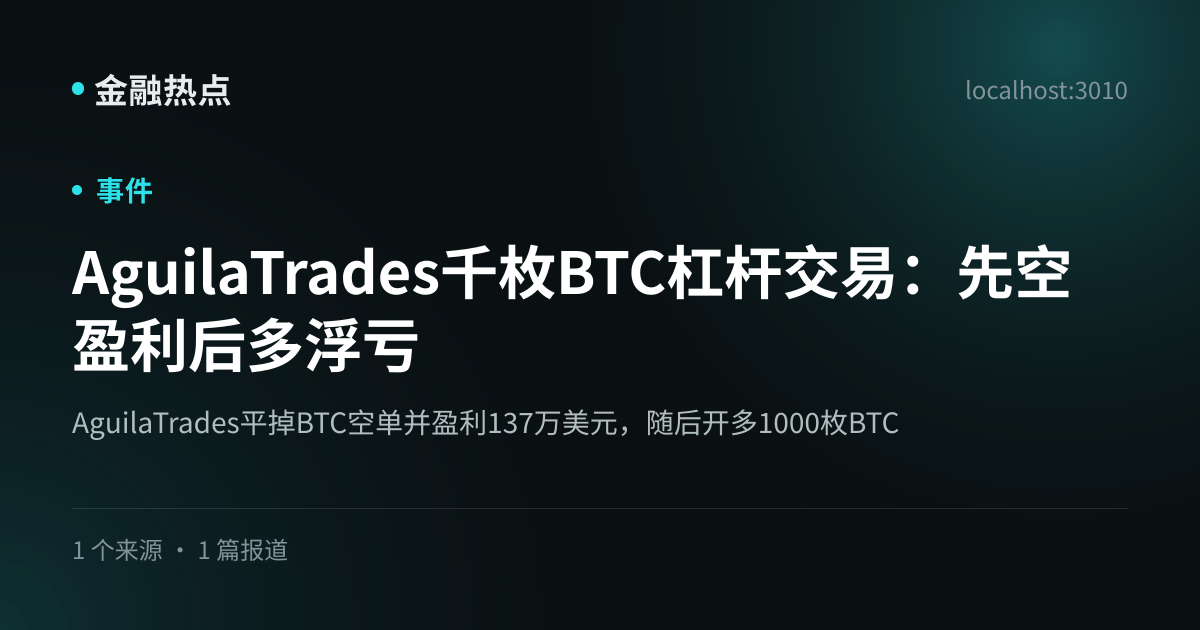 金融热点
localhost:3010
事件
AguilaTrades千枚BTC杠杆交易：先空
盈利后多浮亏
AguilaTrades平掉BTC空单并盈利137万美元，随后开多1000枚BTC
1 个来源 · 1 篇报道